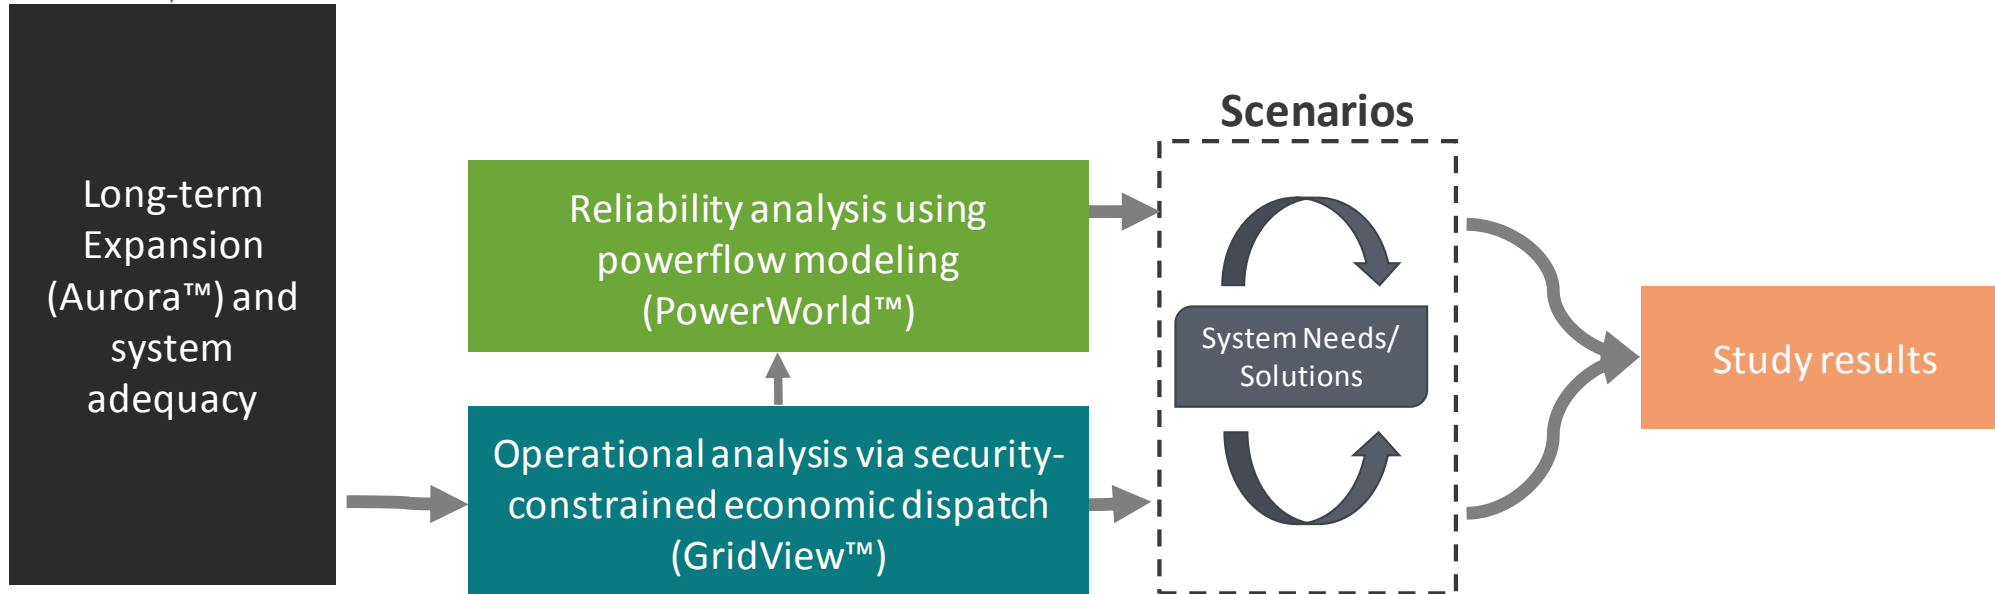 Long-term
Expansion
(Aurora™) and
system
adequacy
Reliability analysis using
powerflow modeling
(PowerWorld™)
Operational analysis via security-
constrained economic dispatch
(GridView™)
Scenarios
System Needs/
Solutions
Study results